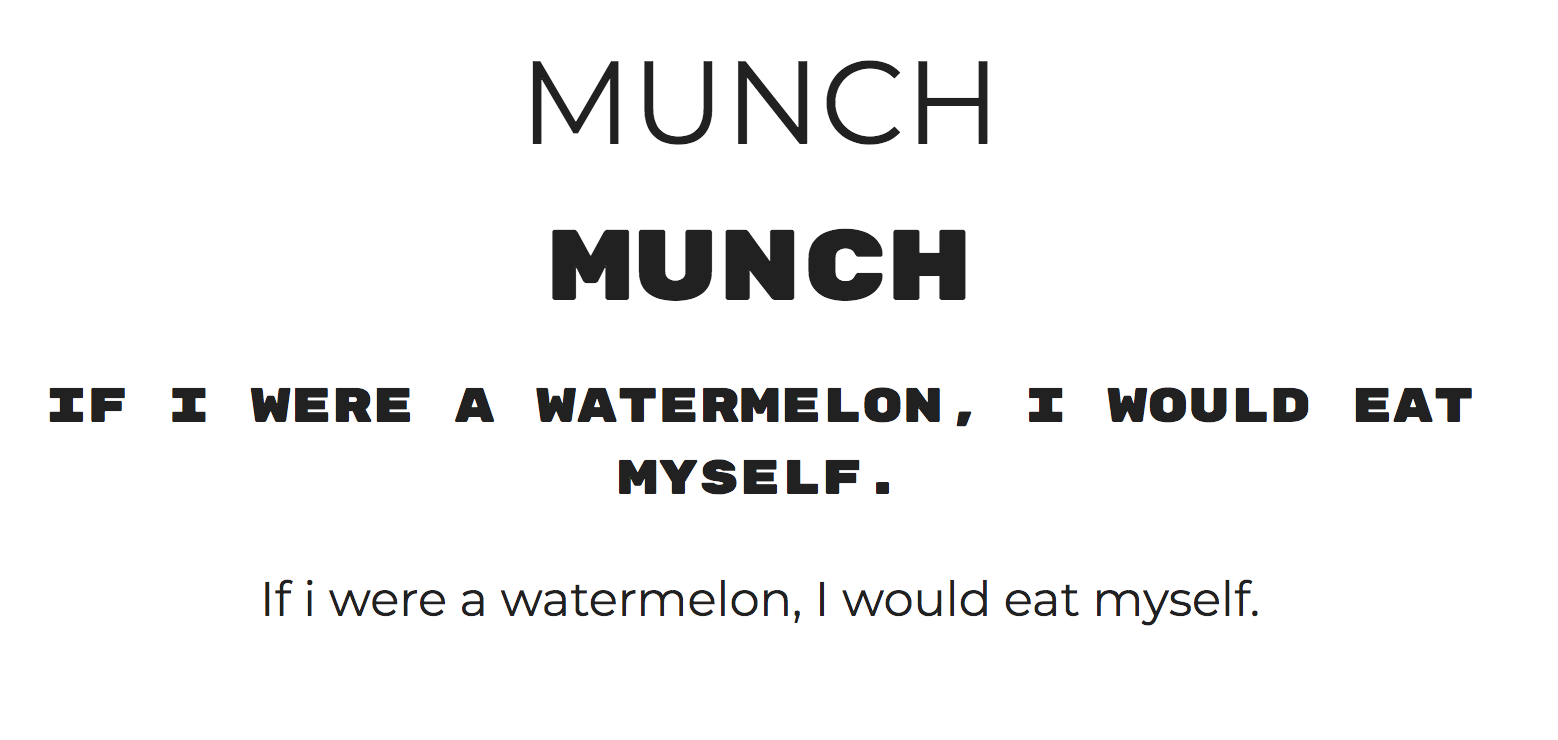 MUNCH
MUNCH
IF I WERE A WATERMELON, I WOULD EAT
MYSELF.
If i were a watermelon, I would eat myself.